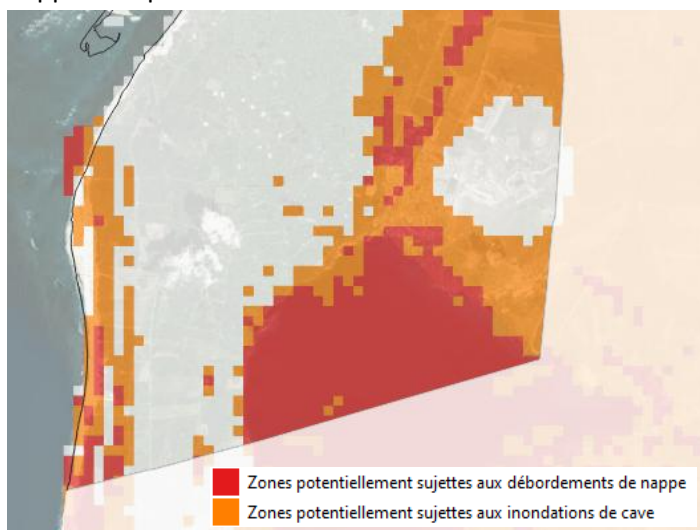 Zones potentiellement sujettes aux débordements de nappe
Zones potentiellement sujettes aux inondations de cave